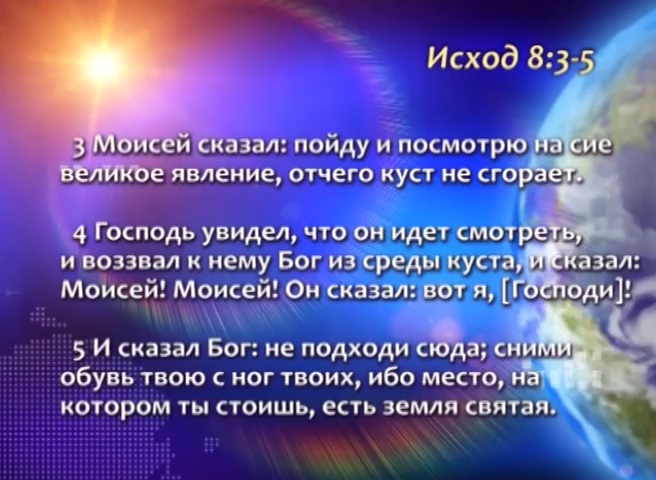 Исход 8:3-5
3 Моисей сказал: пойду и посмотрю на сие
великое явление, отчего куст не сгорает.
4 Господь увидел, что он идет смотреть,
и воззвал к нему Бог из среды куста, и сказал:
Моисей! Моисей! Он сказал: вот я, [Господи]!
5 И сказал Бог: не подходи сюда; сними
обувь твою с ног твоих, ибо место, на
котором ты стоишь, есть земля святая.